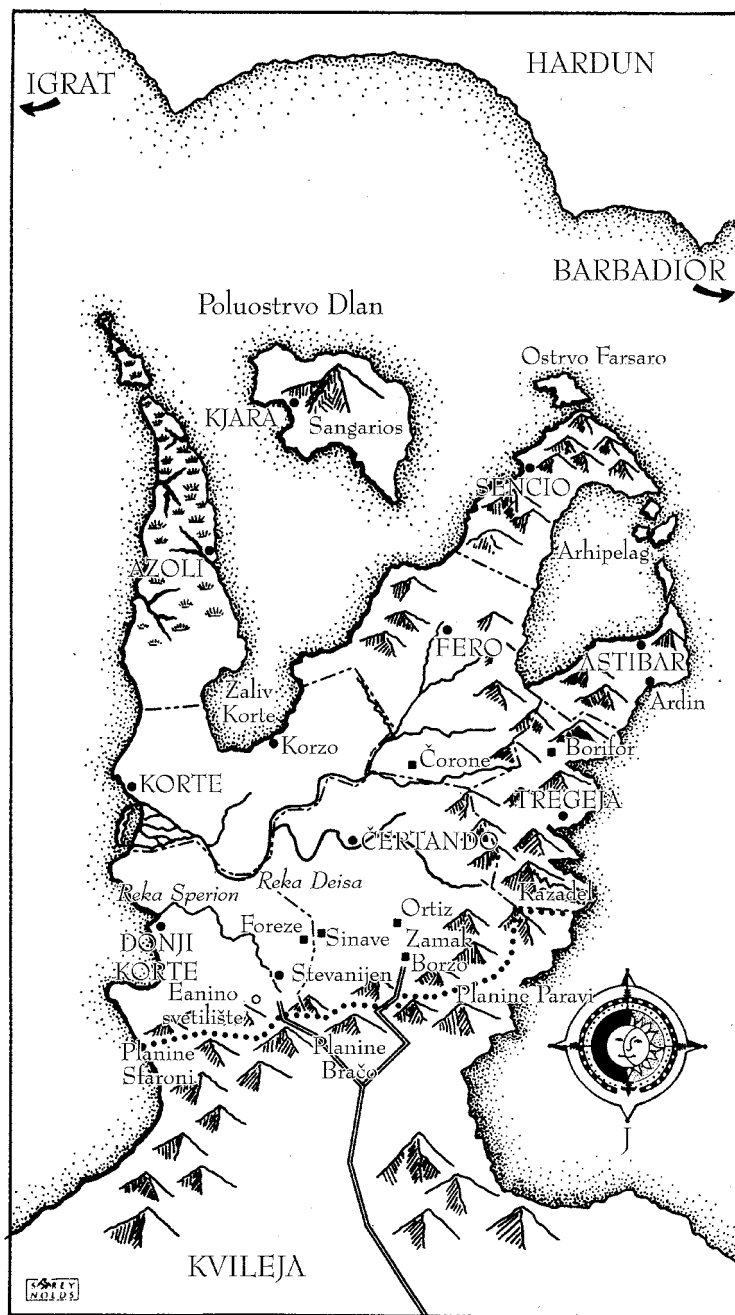 HARDUN
IGRAT
BARBADIOR
Poluostrvo Dlan
Ostrvo Farsaro
KJARA
Sangarios
SENCIO
Arhipelag
AZOLI
FERO
ASTIBAR
Ardin
Žaliv
Korte
Korzo
Čorone
Borifor
KORTE
TREGEJA
ČERTANDO
Reka Sperion
Reka Deisa
Kazadel
Ortiz
Foreze
Sinave
DONJI
KORTE
Zamak
Borzo
Stevanijen
Eanino
svetilište
Planine Paravi
Planine
Sfaroni
Planine
Bračo
J
KVILEJA